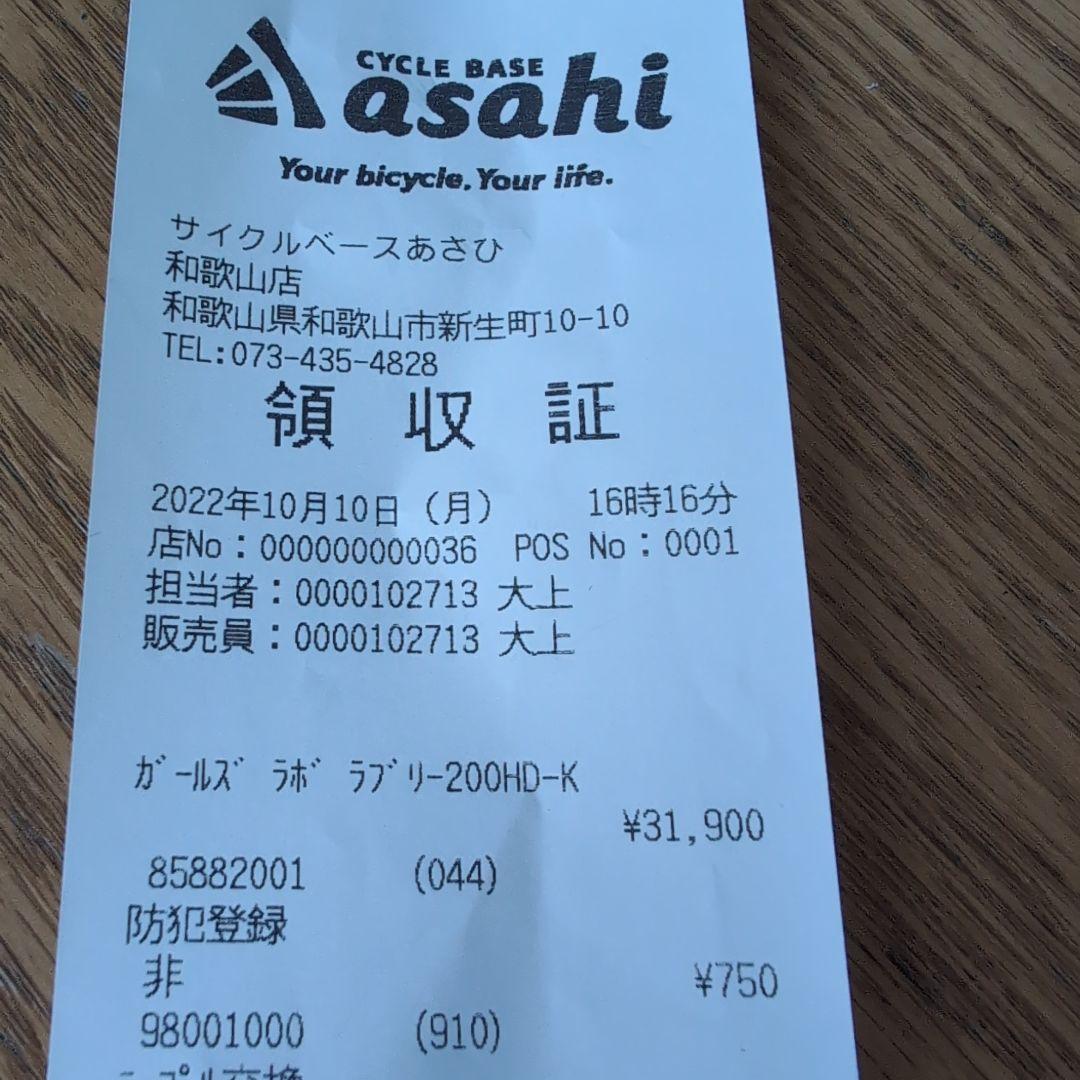 CYCLE BASE
asahi
Your bicycle. Your life.
サイクルベースあさひ
和歌山店
和歌山県和歌山市新生町10-10
TEL:073-435-4828
領 収 証
2022年10月10日（月） 16時16分
店No：000000000036 POS No：0001
担当者：0000102713 大上
販売員：0000102713 大上
ｶﾞｰﾙｽﾞ ﾗﾎﾞ ﾗﾌﾞﾘｰ200HD-K
¥31,900
85882001 (044)
防犯登録
非 ¥750
98001000 (910)